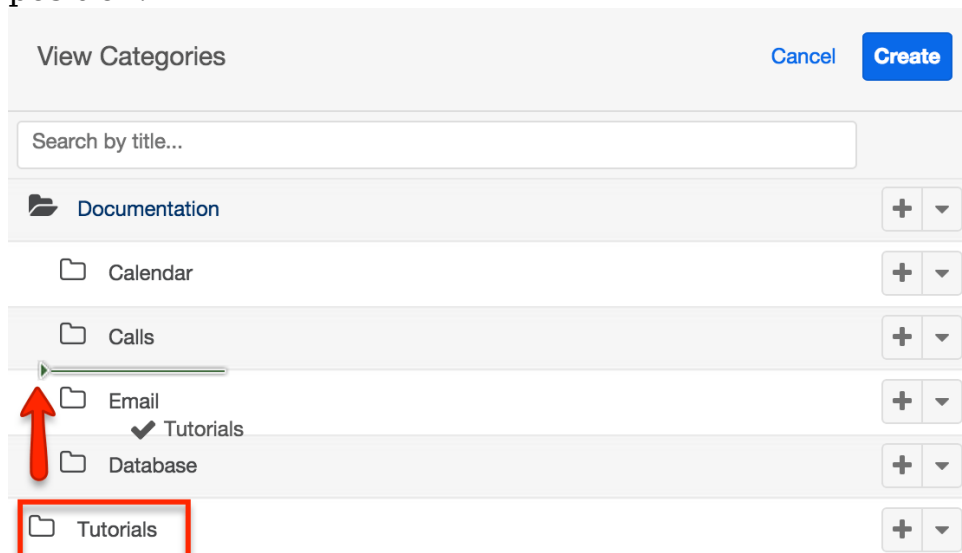 View Categories Cancel Create
Search by title...
Documentation
Calendar
Calls
Email
Tutorials
Database
Tutorials